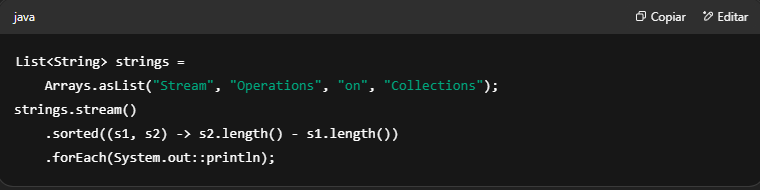 java
Copiar
Editar
List<String> strings =
    Arrays.asList("Stream", "Operations", "on", "Collections");
strings.stream()
    .sorted((s1, s2) -> s2.length() - s1.length())
    .forEach(System.out::println);